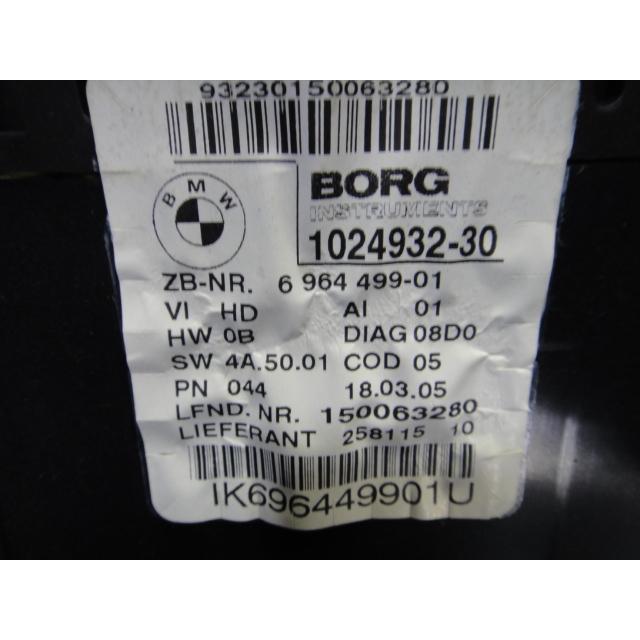 93230150063280
BMW
BORG
INSTRUMENTS
1024932-30
ZB-NR. 6 964 499-01
VI HD AI 01
HW 0B DIAG 08D0
SW 4A.50.01 COD 05
PN 044 18.03.05
LFND. NR. 150063280
LIEFERANT 258115 10
IK696449901U